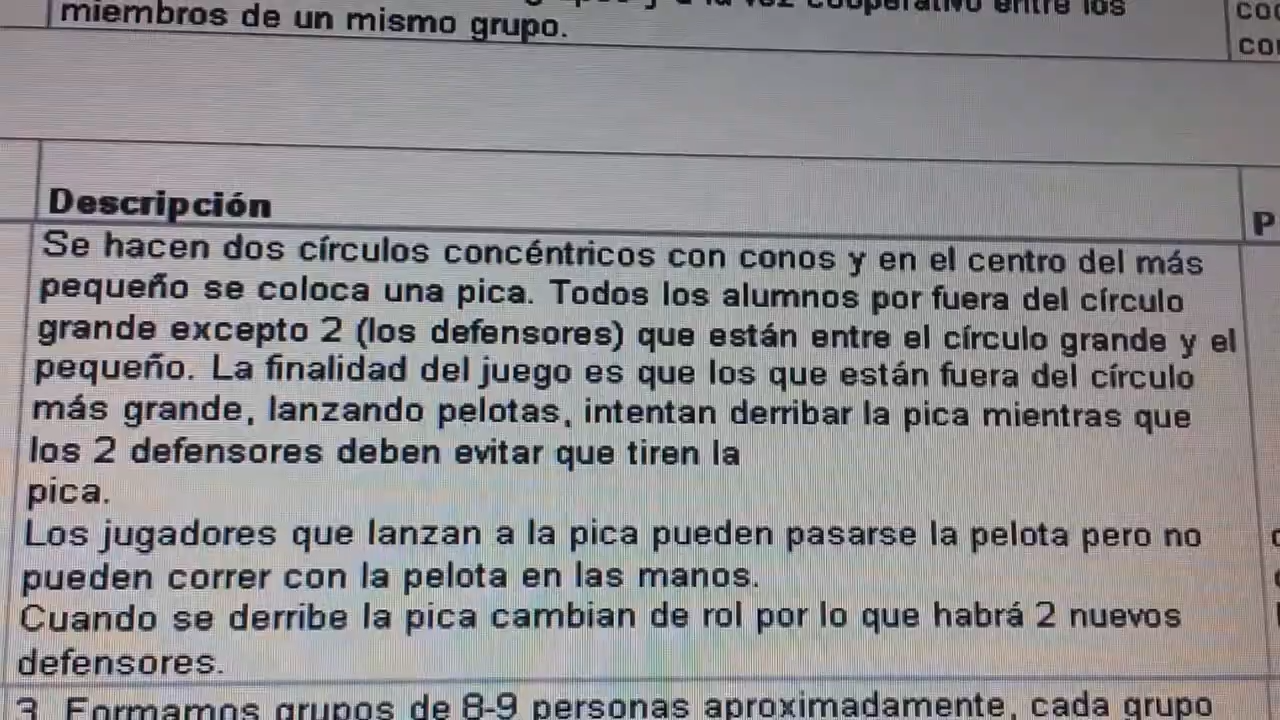 cooperativo entre los
miembros de un mismo grupo.
Descripción
P
Se hacen dos círculos concéntricos con conos y en el centro del más
pequeño se coloca una pica. Todos los alumnos por fuera del círculo
grande excepto 2 (los defensores) que están entre el círculo grande y el
pequeño. La finalidad del juego es que los que están fuera del círculo
más grande, lanzando pelotas, intentan derribar la pica mientras que
los 2 defensores deben evitar que tiren la
pica.
Los jugadores que lanzan a la pica pueden pasarse la pelota pero no
pueden correr con la pelota en las manos.
Cuando se derribe la pica cambian de rol por lo que habrá 2 nuevos
defensores.
3. Formamos grupos de 8-9 personas aproximadamente, cada grupo